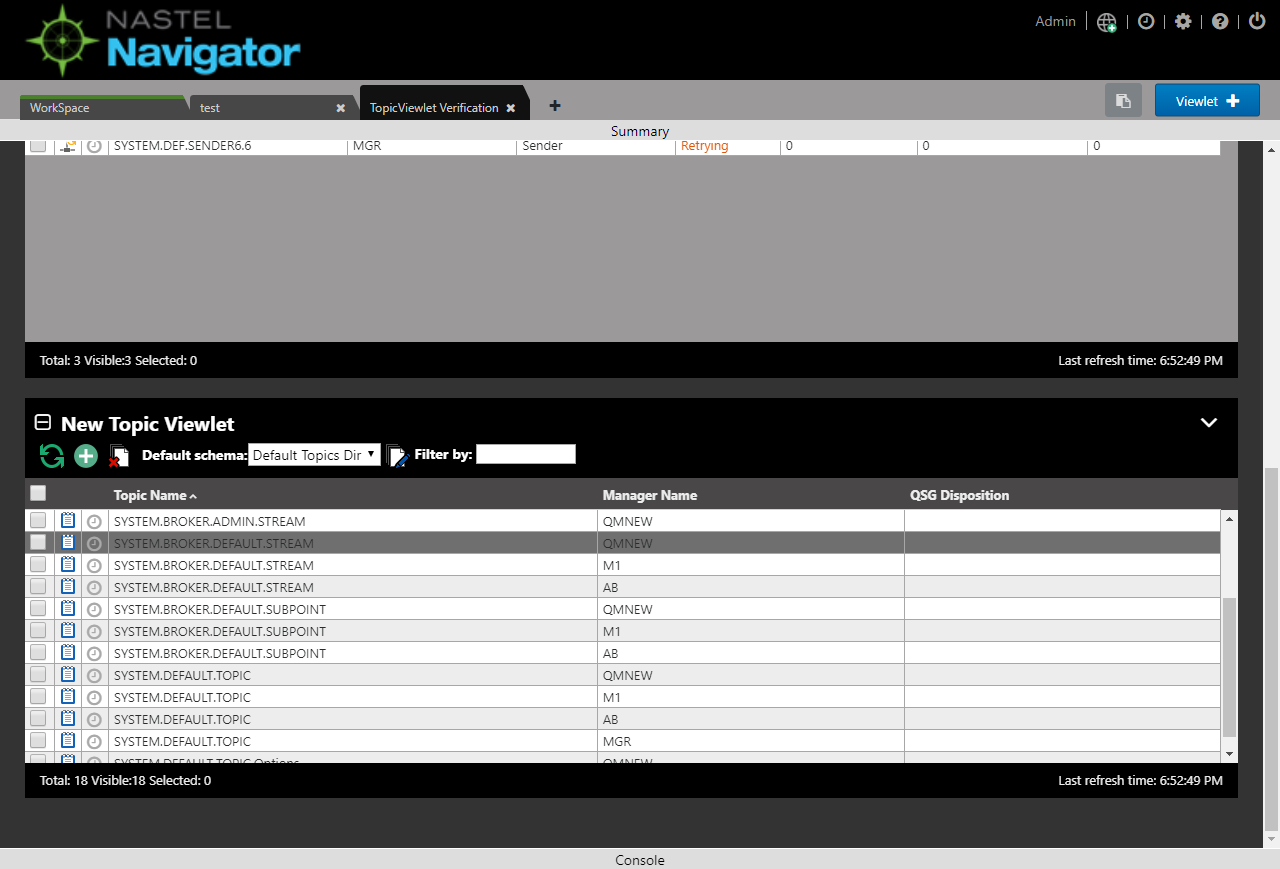 NASTEL
Navigator
Admin
WorkSpace test TopicViewlet Verification Viewlet
Summary
SYSTEM.DEF.SENDER6.6 MGR Sender Retrying 0 0 0
Total: 3 Visible:3 Selected: 0 Last refresh time: 6:52:49 PM
New Topic Viewlet
Default schema: Default Topics Dir Filter by:
Topic Name Manager Name QSG Disposition
SYSTEM.BROKER.ADMIN.STREAM QMNEW
SYSTEM.BROKER.DEFAULT.STREAM QMNEW
SYSTEM.BROKER.DEFAULT.STREAM M1
SYSTEM.BROKER.DEFAULT.STREAM AB
SYSTEM.BROKER.DEFAULT.SUBPOINT QMNEW
SYSTEM.BROKER.DEFAULT.SUBPOINT M1
SYSTEM.BROKER.DEFAULT.SUBPOINT AB
SYSTEM.DEFAULT.TOPIC QMNEW
SYSTEM.DEFAULT.TOPIC M1
SYSTEM.DEFAULT.TOPIC AB
SYSTEM.DEFAULT.TOPIC MGR
SYSTEM.DEFAULT.TOPIC.Options QMNEW
Total: 18 Visible:18 Selected: 0 Last refresh time: 6:52:49 PM
Console